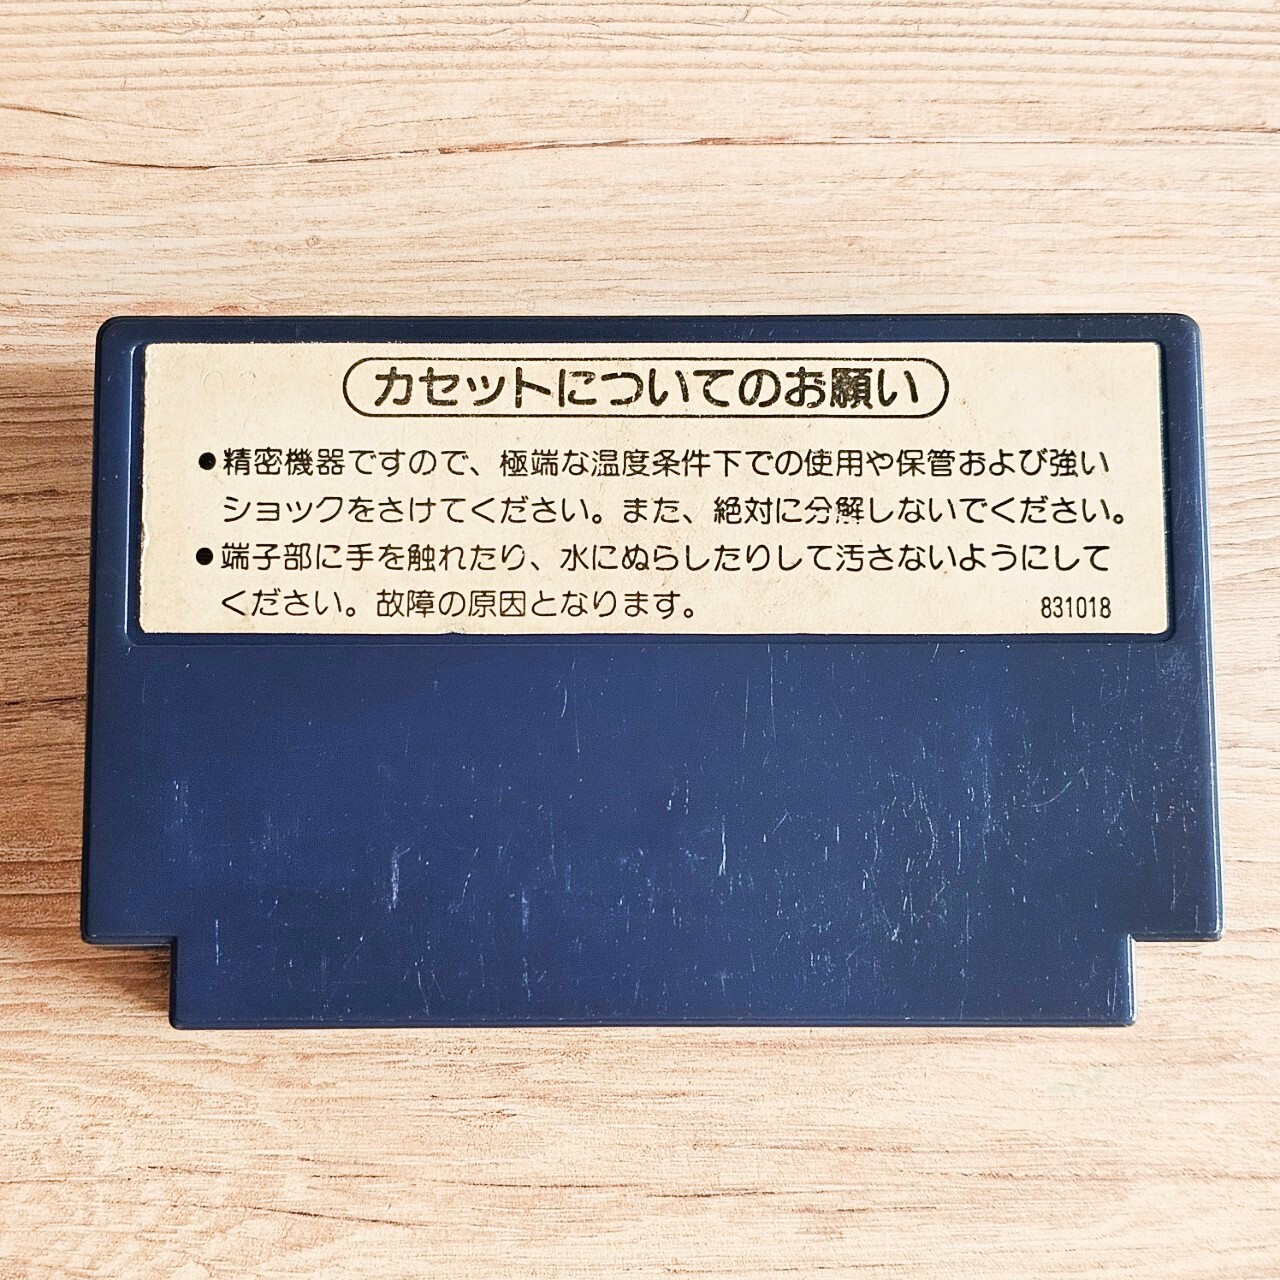 カセットについてのお願い
●精密機器ですので、極端な温度条件下での使用や保管および強い
ショックをさけてください。また、絶対に分解しないでください。
●端子部に手を触れたり、水にぬらしたりして汚さないようにして
ください。故障の原因となります。
831018